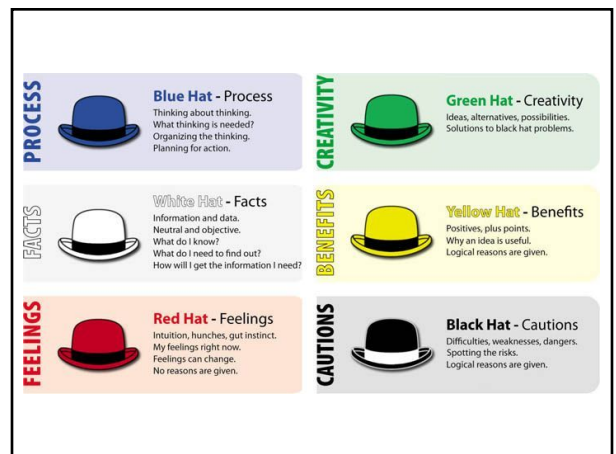 PROCESS
Blue Hat - Process
Thinking about thinking.
What thinking is needed?
Organizing the thinking.
Planning for action.
CREATIVITY
Green Hat - Creativity
Ideas, alternatives, possibilities.
Solutions to black hat problems.
FACTS
White Hat - Facts
Information and data.
Neutral and objective.
What do I know?
What do I need to find out?
How will I get the information I need?
BENEFITS
Yellow Hat - Benefits
Positives, plus points.
Why an idea is useful.
Logical reasons are given.
FEELINGS
Red Hat - Feelings
Intuition, hunches, gut instinct.
My feelings right now.
Feelings can change.
No reasons are given.
CAUTIONS
Black Hat - Cautions
Difficulties, weaknesses, dangers.
Spotting the risks.
Logical reasons are given.